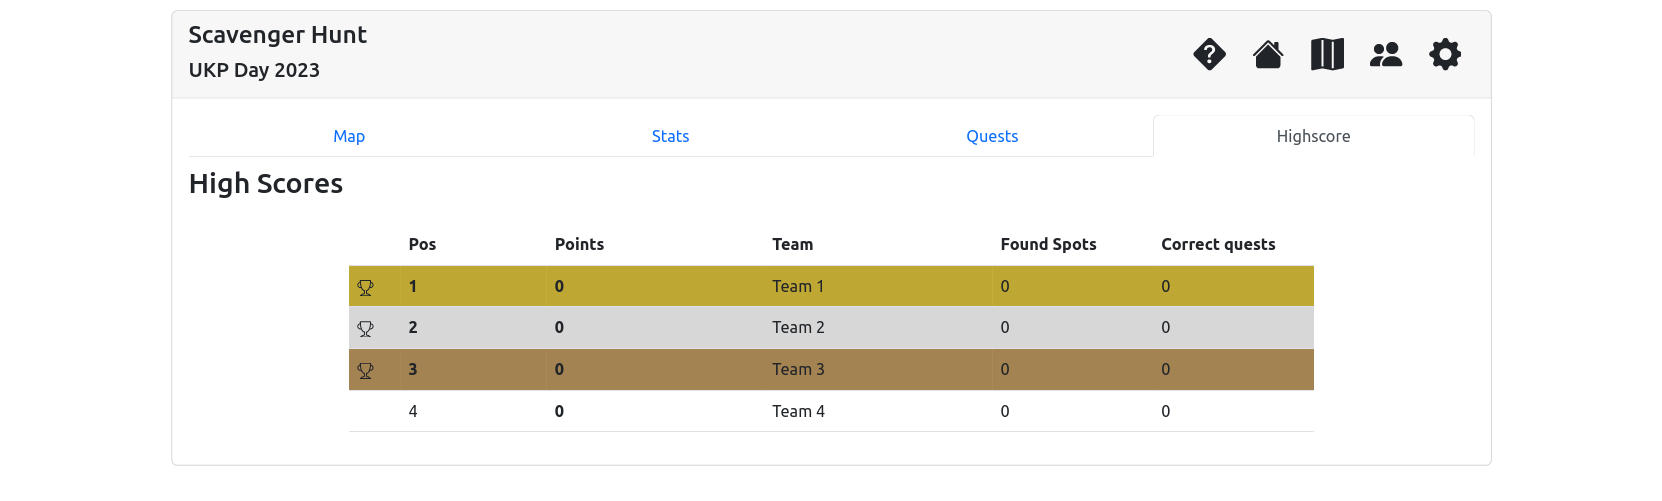 Scavenger Hunt
UKP Day 2023
Map Stats Quests Highscore
High Scores
Pos Points Team Found Spots Correct quests
1 0 Team 1 0 0
2 0 Team 2 0 0
3 0 Team 3 0 0
4 0 Team 4 0 0